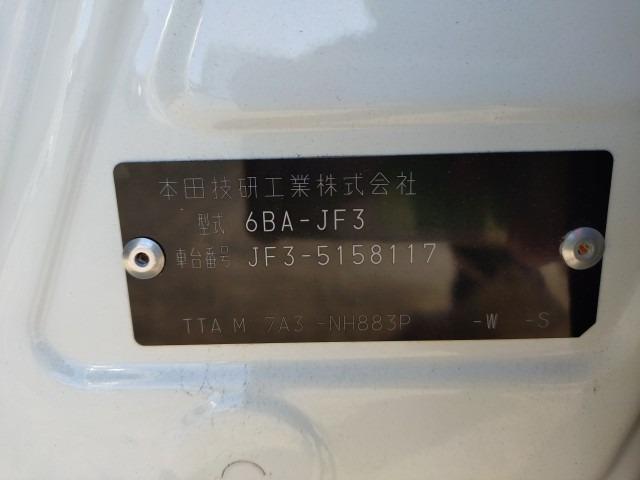 本田技研工業株式会社
型式 6BA-JF3
車台番号 JF3-5158117
TTA M 7A3 -NH883P -W -S